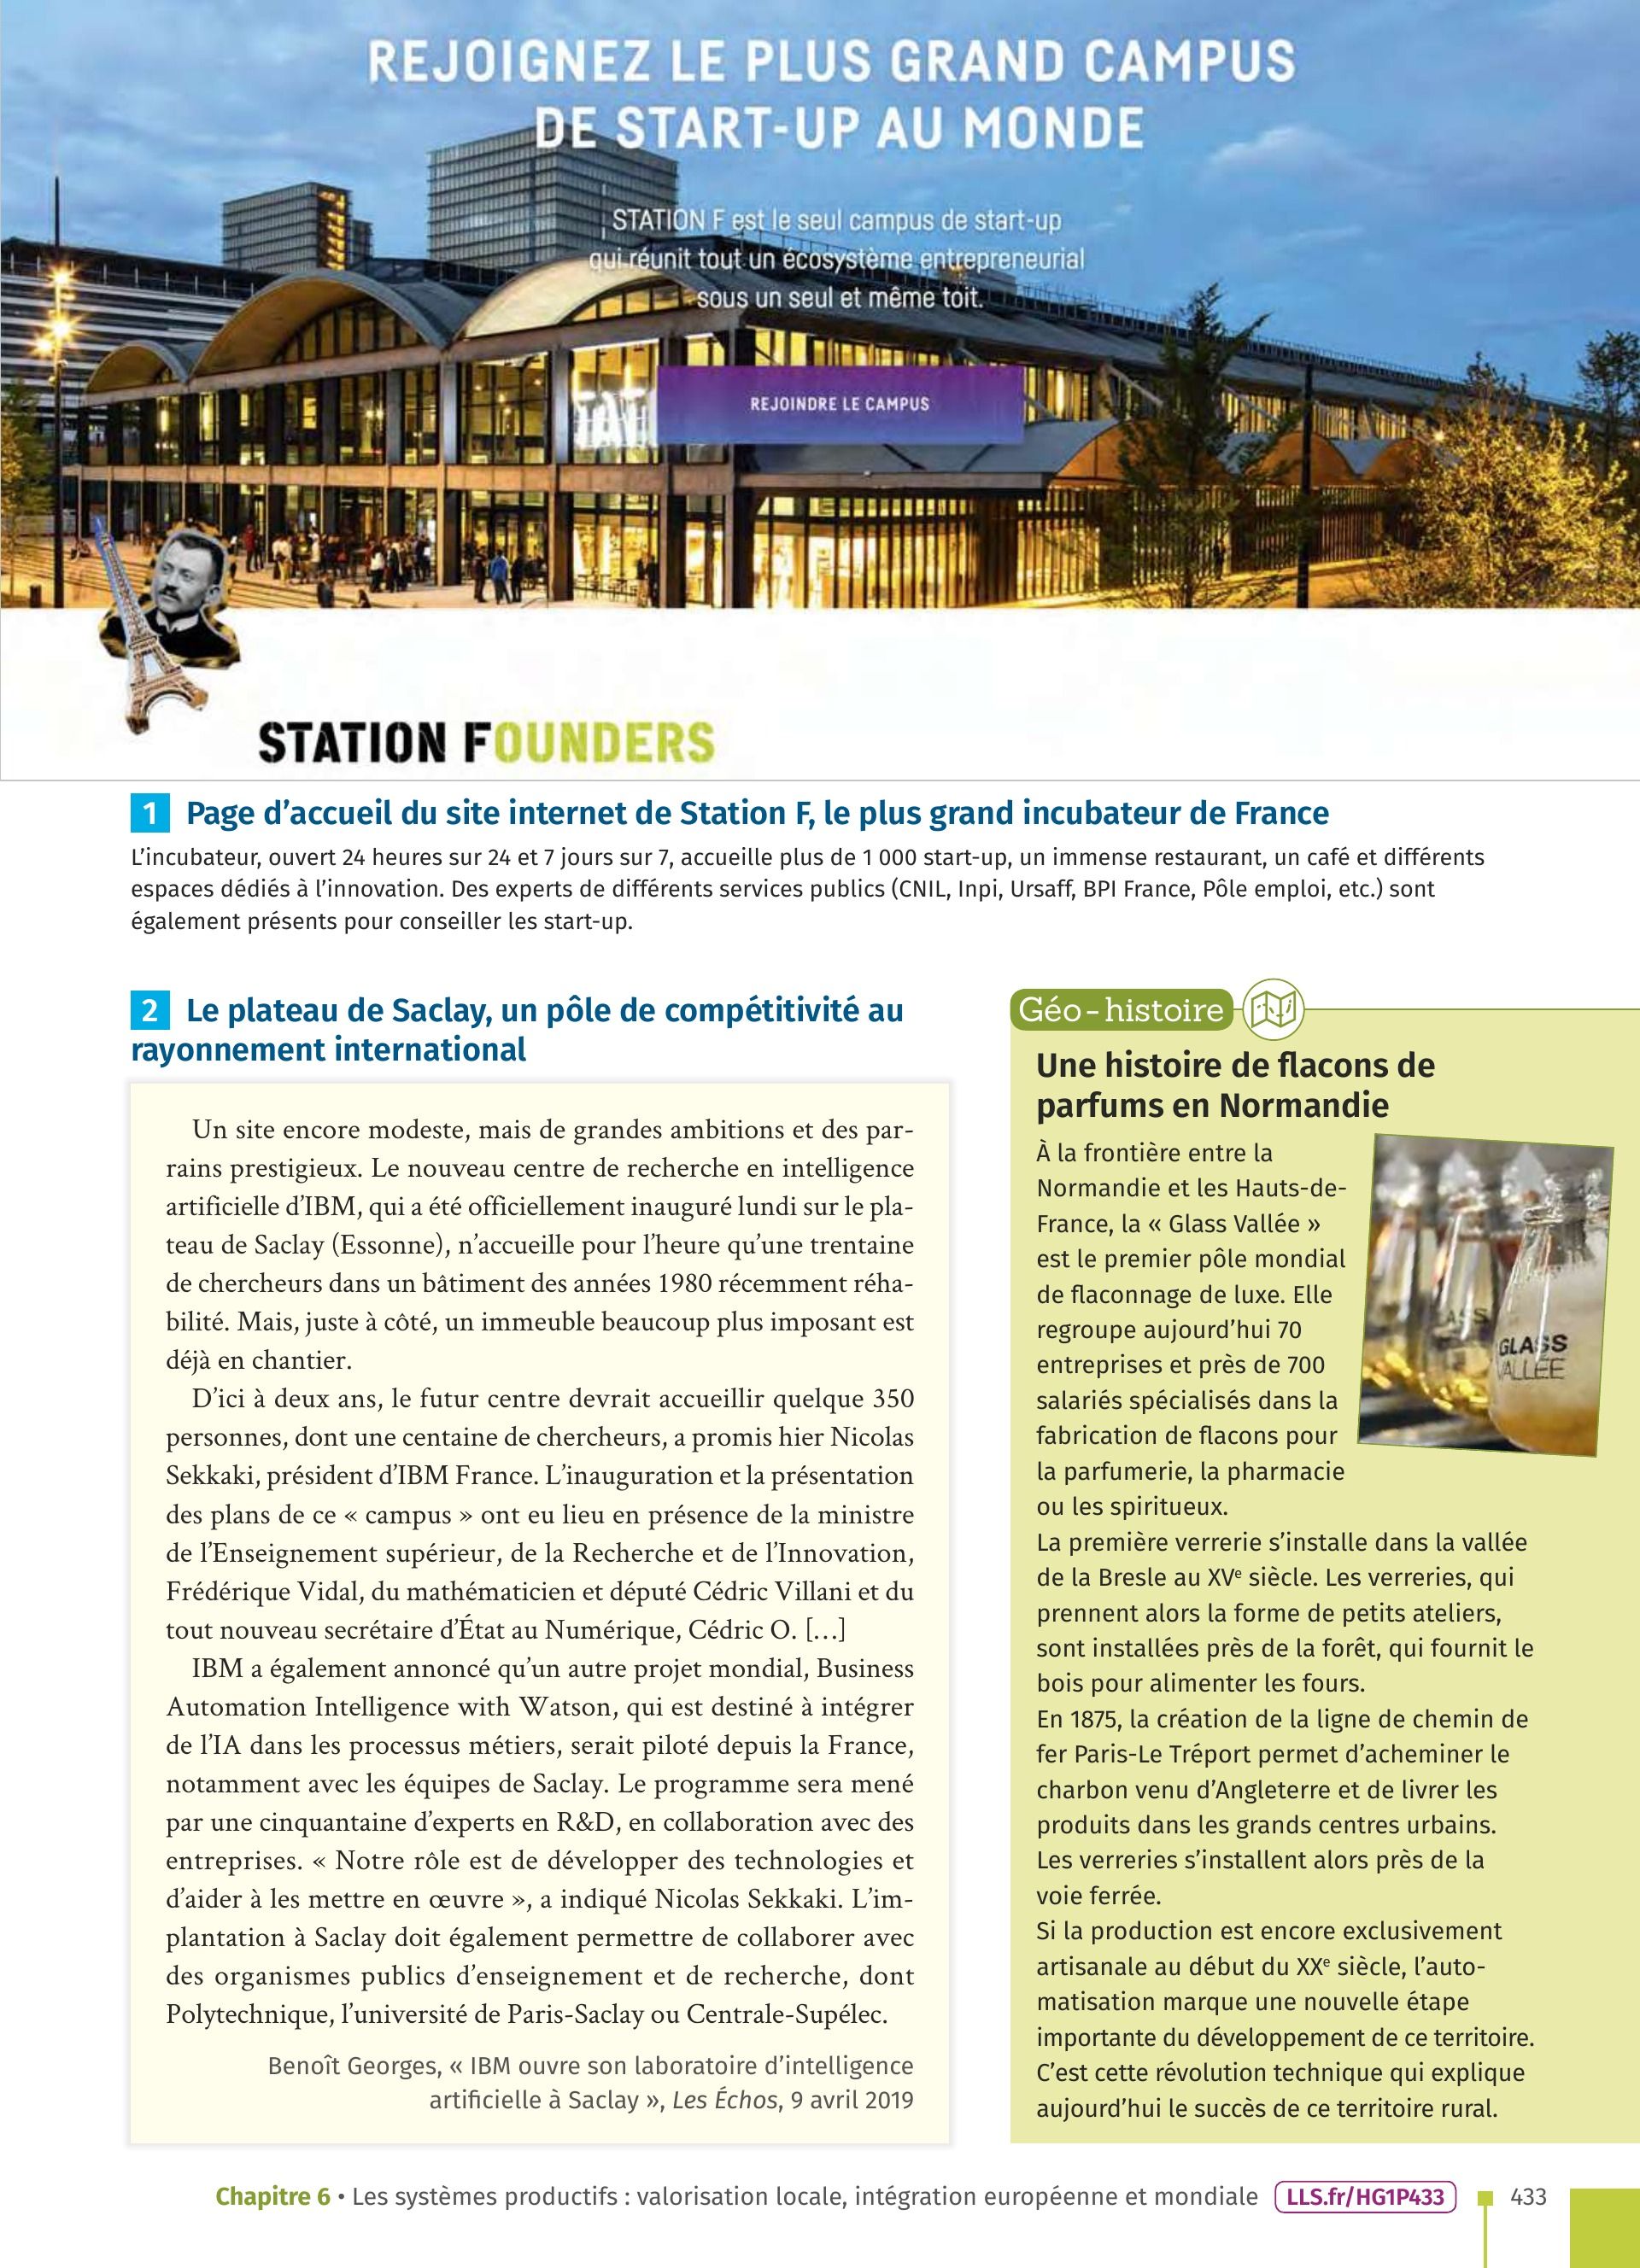 REJOIGNEZ LE PLUS GRAND CAMPUS
DE START-UP AU MONDE
STATION F est le seul campus de start-up
qui réunit tout un écosystème entrepreneurial
sous un seul et même toit.
REJOINDRE LE CAMPUS
STATION FOUNDERS
1 Page d’accueil du site internet de Station F, le plus grand incubateur de France
L’incubateur, ouvert 24 heures sur 24 et 7 jours sur 7, accueille plus de 1 000 start-up, un immense restaurant, un café et différents
espaces dédiés à l’innovation. Des experts de différents services publics (CNIL, Inpi, Ursaff, BPI France, Pôle emploi, etc.) sont
également présents pour conseiller les start-up.
2 Le plateau de Saclay, un pôle de compétitivité au
rayonnement international
Un site encore modeste, mais de grandes ambitions et des par-
rains prestigieux. Le nouveau centre de recherche en intelligence
artificielle d’IBM, qui a été officiellement inauguré lundi sur le pla-
teau de Saclay (Essonne), n’accueille pour l’heure qu’une trentaine
de chercheurs dans un bâtiment des années 1980 récemment réha-
bilité. Mais, juste à côté, un immeuble beaucoup plus imposant est
déjà en chantier.
D’ici à deux ans, le futur centre devrait accueillir quelque 350
personnes, dont une centaine de chercheurs, a promis hier Nicolas
Sekkaki, président d’IBM France. L’inauguration et la présentation
des plans de ce « campus » ont eu lieu en présence de la ministre
de l’Enseignement supérieur, de la Recherche et de l’Innovation,
Frédérique Vidal, du mathématicien et député Cédric Villani et du
tout nouveau secrétaire d’État au Numérique, Cédric O. […]
IBM a également annoncé qu’un autre projet mondial, Business
Automation Intelligence with Watson, qui est destiné à intégrer
de l’IA dans les processus métiers, serait piloté depuis la France,
notamment avec les équipes de Saclay. Le programme sera mené
par une cinquantaine d’experts en R&D, en collaboration avec des
entreprises. « Notre rôle est de développer des technologies et
d’aider à les mettre en œuvre », a indiqué Nicolas Sekkaki. L’im-
plantation à Saclay doit également permettre de collaborer avec
des organismes publics d’enseignement et de recherche, dont
Polytechnique, l’université de Paris-Saclay ou Centrale-Supélec.
Benoît Georges, « IBM ouvre son laboratoire d’intelligence
artificielle à Saclay », Les Échos, 9 avril 2019
Géo-histoire
Une histoire de flacons de
parfums en Normandie
À la frontière entre la
Normandie et les Hauts-de-
France, la « Glass Vallée »
est le premier pôle mondial
de flaconnage de luxe. Elle
regroupe aujourd’hui 70
entreprises et près de 700
salariés spécialisés dans la
fabrication de flacons pour
la parfumerie, la pharmacie
ou les spiritueux.
GLASS
VALLÉE
La première verrerie s’installe dans la vallée
de la Bresle au XVe siècle. Les verreries, qui
prennent alors la forme de petits ateliers,
sont installées près de la forêt, qui fournit le
bois pour alimenter les fours.
En 1875, la création de la ligne de chemin de
fer Paris-Le Tréport permet d’acheminer le
charbon venu d’Angleterre et de livrer les
produits dans les grands centres urbains.
Les verreries s’installent alors près de la
voie ferrée.
Si la production est encore exclusivement
artisanale au début du XXe siècle, l’auto-
matisation marque une nouvelle étape
importante du développement de ce territoire.
C’est cette révolution technique qui explique
aujourd’hui le succès de ce territoire rural.
Chapitre 6 • Les systèmes productifs : valorisation locale, intégration européenne et mondiale LLS.fr/HG1P433 433